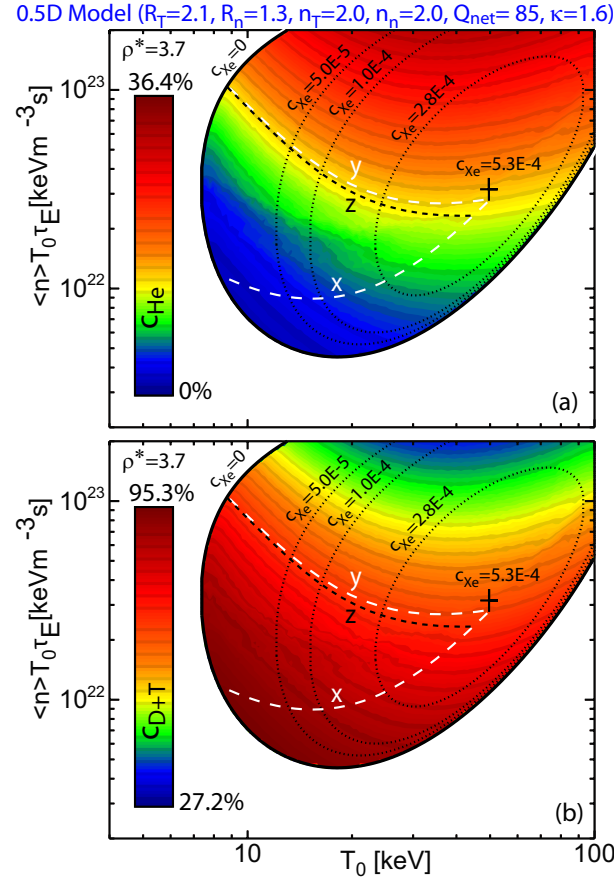 0.5D Model (R_T=2.1, R_n=1.3, n_T=2.0, n_n=2.0, Q_net= 85, κ=1.6)
ρ*=3.7
36.4%
c_He
0%
c_Xe=0
c_Xe=5.0E-5
c_Xe=1.0E-4
c_Xe=2.8E-4
c_Xe=5.3E-4
y
z
x
(a)
10^23
10^22
<n>T_0 τ_E[keVm^-3s]
ρ*=3.7
95.3%
c_D+T
27.2%
c_Xe=0
c_Xe=5.0E-5
c_Xe=1.0E-4
c_Xe=2.8E-4
c_Xe=5.3E-4
y
z
x
(b)
10^23
10^22
<n>T_0 τ_E[keVm^-3s]
10
100
T_0 [keV]